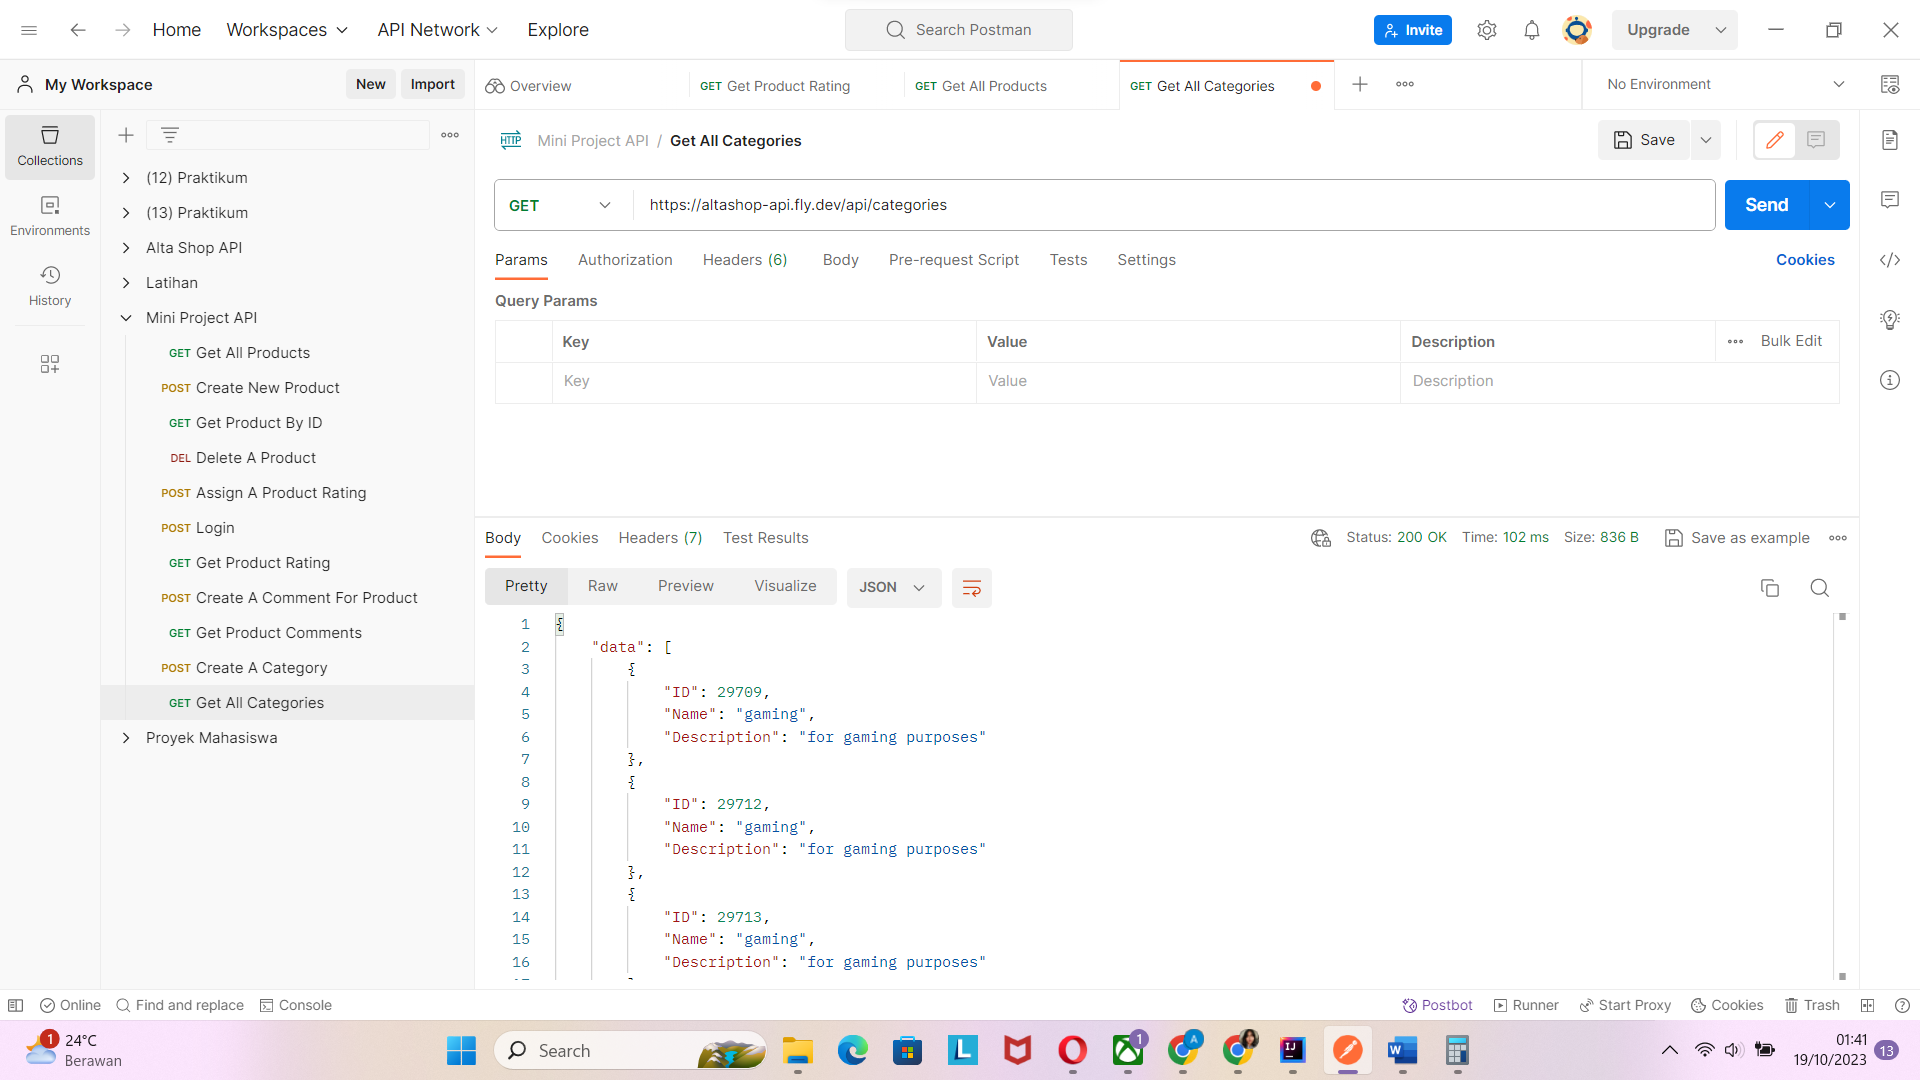 Home Workspaces API Network Explore Search Postman Invite Upgrade
My Workspace New Import Overview GET Get Product Rating GET Get All Products GET Get All Categories No Environment
HTTP Mini Project API / Get All Categories Save
Collections
Environments
History
(12) Praktikum
(13) Praktikum
Alta Shop API
Latihan
Mini Project API
GET Get All Products
POST Create New Product
GET Get Product By ID
DEL Delete A Product
POST Assign A Product Rating
POST Login
GET Get Product Rating
POST Create A Comment For Product
GET Get Product Comments
POST Create A Category
GET Get All Categories
Proyek Mahasiswa
GET https://altashop-api.fly.dev/api/categories Send
Params Authorization Headers (6) Body Pre-request Script Tests Settings Cookies
Query Params
Key Value Description Bulk Edit
Key Value Description
Body Cookies Headers (7) Test Results Status: 200 OK Time: 102 ms Size: 836 B Save as example
Pretty Raw Preview Visualize JSON
1 {
2 "data": [
3 {
4 "ID": 29709,
5 "Name": "gaming",
6 "Description": "for gaming purposes"
7 },
8 {
9 "ID": 29712,
10 "Name": "gaming",
11 "Description": "for gaming purposes"
12 },
13 {
14 "ID": 29713,
15 "Name": "gaming",
16 "Description": "for gaming purposes"
Online Find and replace Console Postbot Runner Start Proxy Cookies Trash
1 24°C
Berawan
Search
L
1
A
IJ
W
01:41
19/10/2023 13